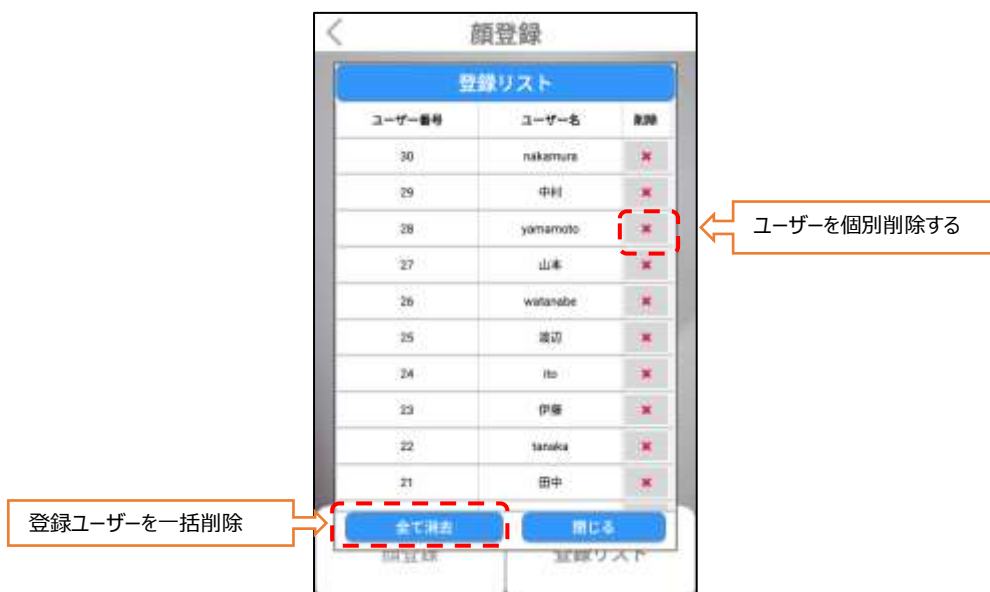 顔登録
登録リスト
ユーザー番号 ユーザー名 削除
30 nakamura ×
29 中村 ×
28 yamamoto ×
27 山本 ×
26 watanabe ×
25 渡辺 ×
24 ito ×
23 伊藤 ×
22 tanaka ×
21 田中 ×
全て消去 閉じる
顔登録 登録リスト
ユーザーを個別削除する
登録ユーザーを一括削除